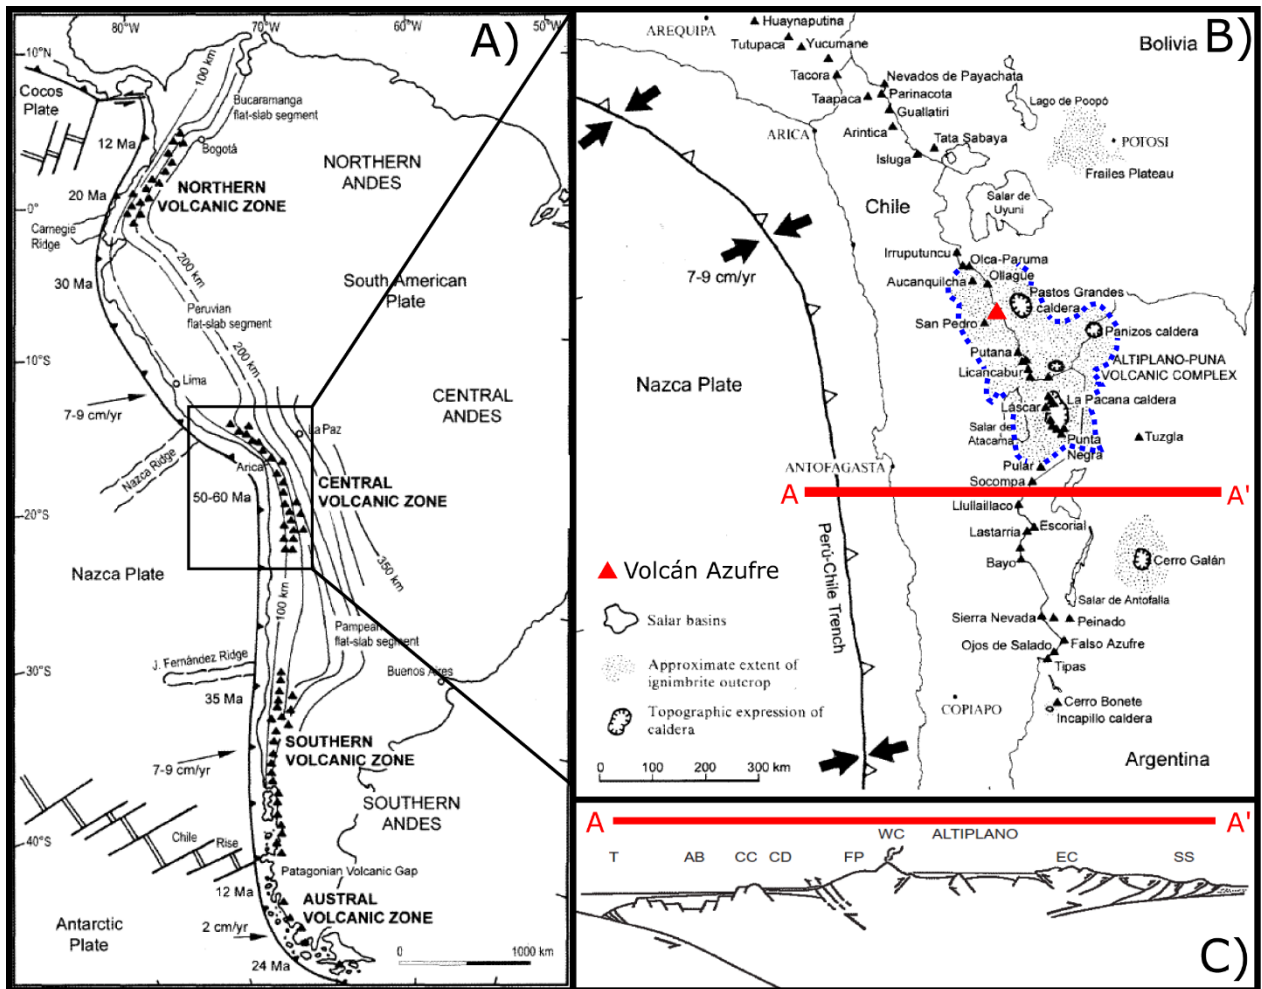 80°W
70°W
60°W
50°W
A)
10°N
Cocos
Plate
100 km
Bucaramanga
flat-slab segment
12 Ma
Bogotà
NORTHERN
ANDES
NORTHERN
VOLCANIC ZONE
20 Ma
0°
Carnegie
Ridge
200 km
30 Ma
South American
Plate
Peruvian
flat-slab segment
200 km
10°S
Lima
7-9 cm/yr
CENTRAL
ANDES
La Paz
Nazca Ridge
Arica
50-60 Ma
CENTRAL
VOLCANIC ZONE
20°S
Nazca Plate
350 km
100 km
Pampean
flat-slab segment
J. Fernández Ridge
30°S
35 Ma
Buenos Aires
SOUTHERN
VOLCANIC ZONE
7-9 cm/yr
SOUTHERN
ANDES
Chile Rise
40°S
Patagonian Volcanic Gap
12 Ma
AUSTRAL
VOLCANIC ZONE
Antarctic
Plate
2 cm/yr
24 Ma
0 1000 km
B)
AREQUIPA
Huaynaputina
Tutupaca
Yucumane
Bolivia
Tacora
Nevados de Payachata
Taapaca
Parinacota
Guallatiri
Lago de Poopó
ARICA
Arintica
Tata Sabaya
POTOSI
Isluga
Frailes Plateau
Chile
Salar de
Uyuni
7-9 cm/yr
Irruputuncu
Olca-Paruma
Aucanquilcha
Ollague
Pastos Grandes
caldera
San Pedro
Panizos caldera
Putana
ALTIPLANO-PUNA
VOLCANIC COMPLEX
Licancabur
Nazca Plate
La Pacana caldera
Lascar
Salar de
Atacama
Punta
Negra
Tuzgla
ANTOFAGASTA
Pular
Socompa
A
A'
Llullaillaco
Escorial
Lastarria
Bayo
Cerro Galán
Perú-Chile Trench
Volcán Azufre
Salar basins
Salar de Antofalla
Sierra Nevada
Peinado
Approximate extent of
ignimbrite outcrop
Ojos de Salado
Falso Azufre
Tipas
Topographic expression of
caldera
COPIAPO
Cerro Bonete
Incapillo caldera
Argentina
0 100 200 300 km
A
A'
WC
ALTIPLANO
T AB CC CD FP EC SS
C)